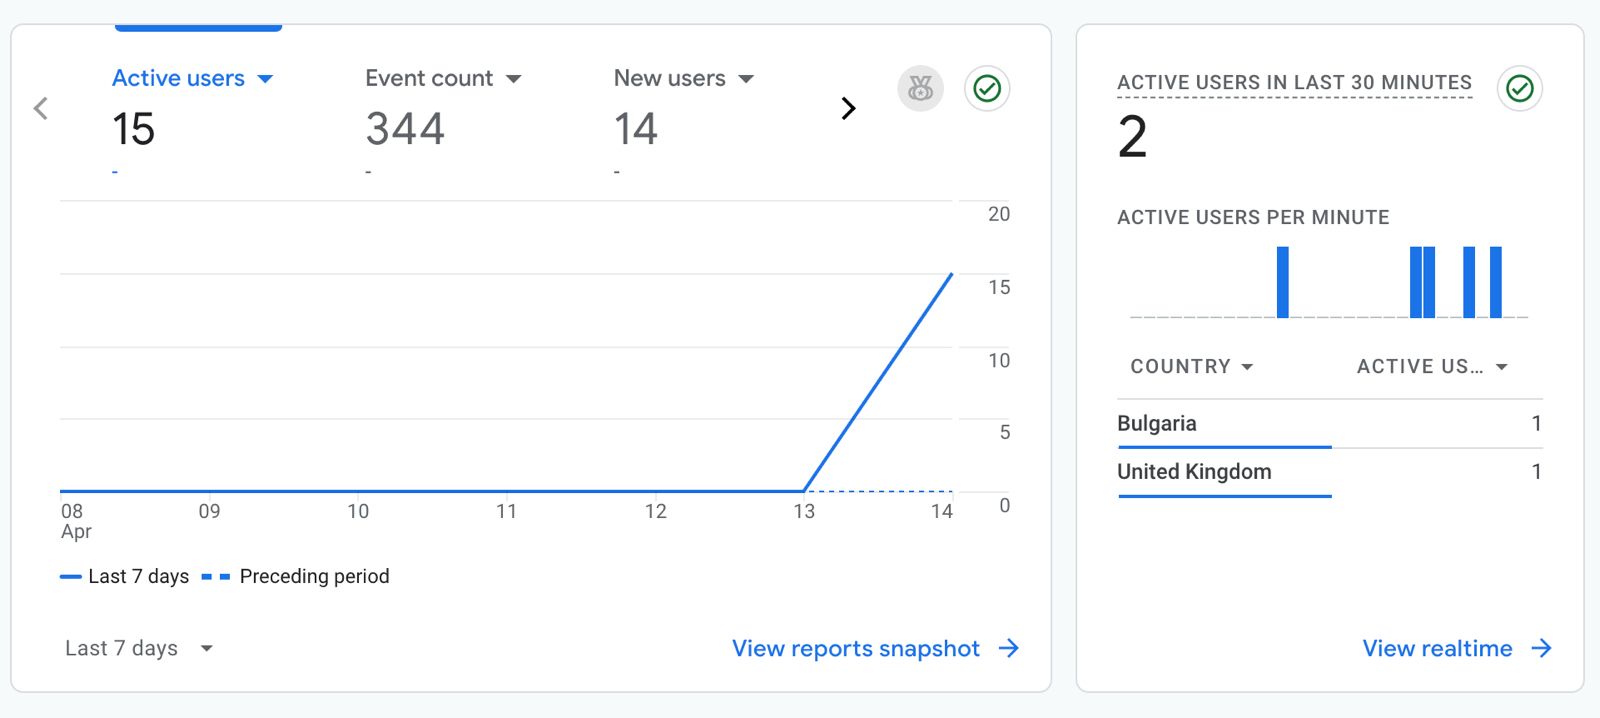 Active users
15
-
Event count
344
-
New users
14
-
20
15
10
5
0
08
Apr
09
10
11
12
13
14
Last 7 days
Preceding period
Last 7 days
View reports snapshot
ACTIVE USERS IN LAST 30 MINUTES
2
ACTIVE USERS PER MINUTE
COUNTRY
ACTIVE US...
Bulgaria 1
United Kingdom 1
View realtime